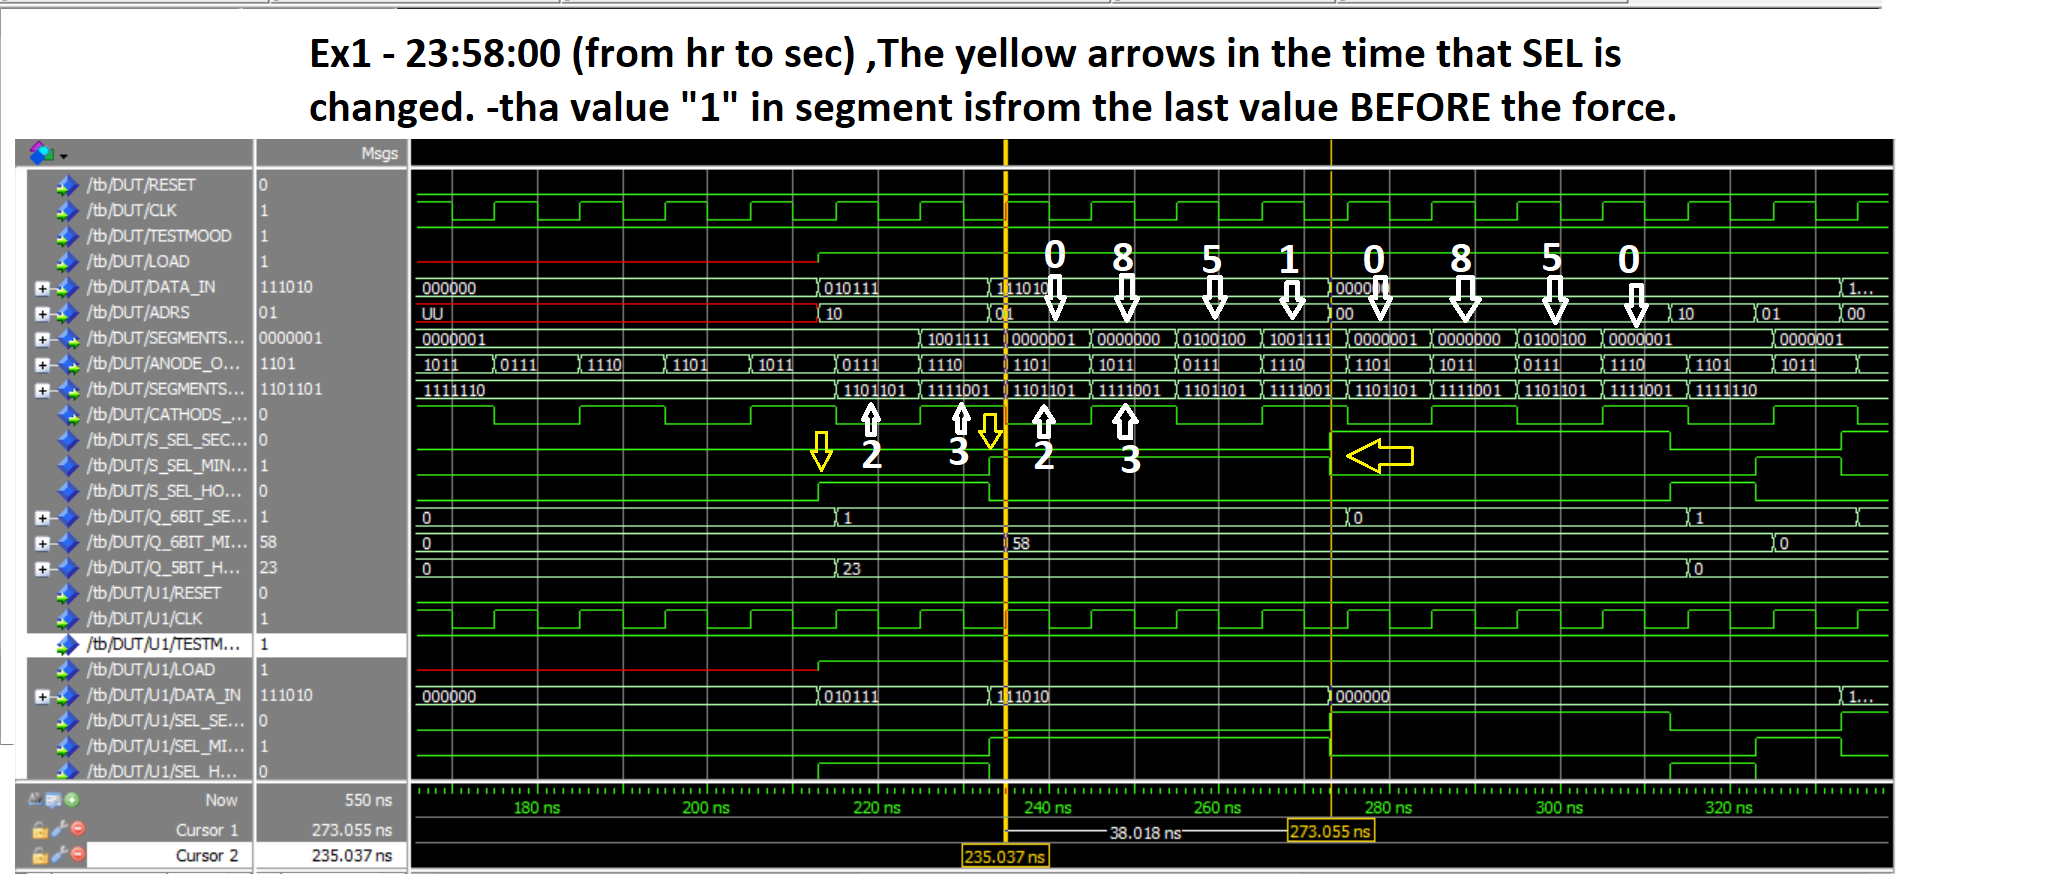 Ex1 - 23:58:00 (from hr to sec) ,The yellow arrows in the time that SEL is
changed. -tha value "1" in segment isfrom the last value BEFORE the force.
Msgs
/tb/DUT/RESET 0
/tb/DUT/CLK 1
/tb/DUT/TESTMOOD 1
/tb/DUT/LOAD 1
0 8 5 1 0 8 5 0
/tb/DUT/DATA_IN 111010 000000 010111 111010 1...
/tb/DUT/ADRS 01 UU 10 01 00 10 01 00
/tb/DUT/SEGMENTS... 0000001 0000001 1001111 0000001 0000000 0100100 1001111 0000001 0000000 0100100 0000001 0000001
/tb/DUT/ANODE_O... 1101 1011 0111 1110 1101 1011 0111 1110 1101 1011 0111 1110 1101 1011 0111 1110 1101 1011
/tb/DUT/SEGMENTS... 1101101 1111110 1101101 1111001 1101101 1111001 1101101 1111001 1101101 1111001 1101101 1111001 1111110
/tb/DUT/CATHODS_... 0
/tb/DUT/S_SEL_SEC... 0
2 3 2 3
/tb/DUT/S_SEL_MIN... 1
/tb/DUT/S_SEL_HO... 0
/tb/DUT/Q_6BIT_SE... 1 0 1 0 1
/tb/DUT/Q_6BIT_MI... 58 0 58 0
/tb/DUT/Q_5BIT_H... 23 0 23 0
/tb/DUT/U1/RESET 0
/tb/DUT/U1/CLK 1
/tb/DUT/U1/TESTM... 1
/tb/DUT/U1/LOAD 1
/tb/DUT/U1/DATA_IN 111010 000000 010111 111010 000000 1...
/tb/DUT/U1/SEL_SE... 0
/tb/DUT/U1/SEL_MI... 1
/tb/DUT/U1/SEL_H... 0
Now 550 ns 180 ns 200 ns 220 ns 240 ns 260 ns 280 ns 300 ns 320 ns
Cursor 1 273.055 ns 38.018 ns 273.055 ns
Cursor 2 235.037 ns 235.037 ns